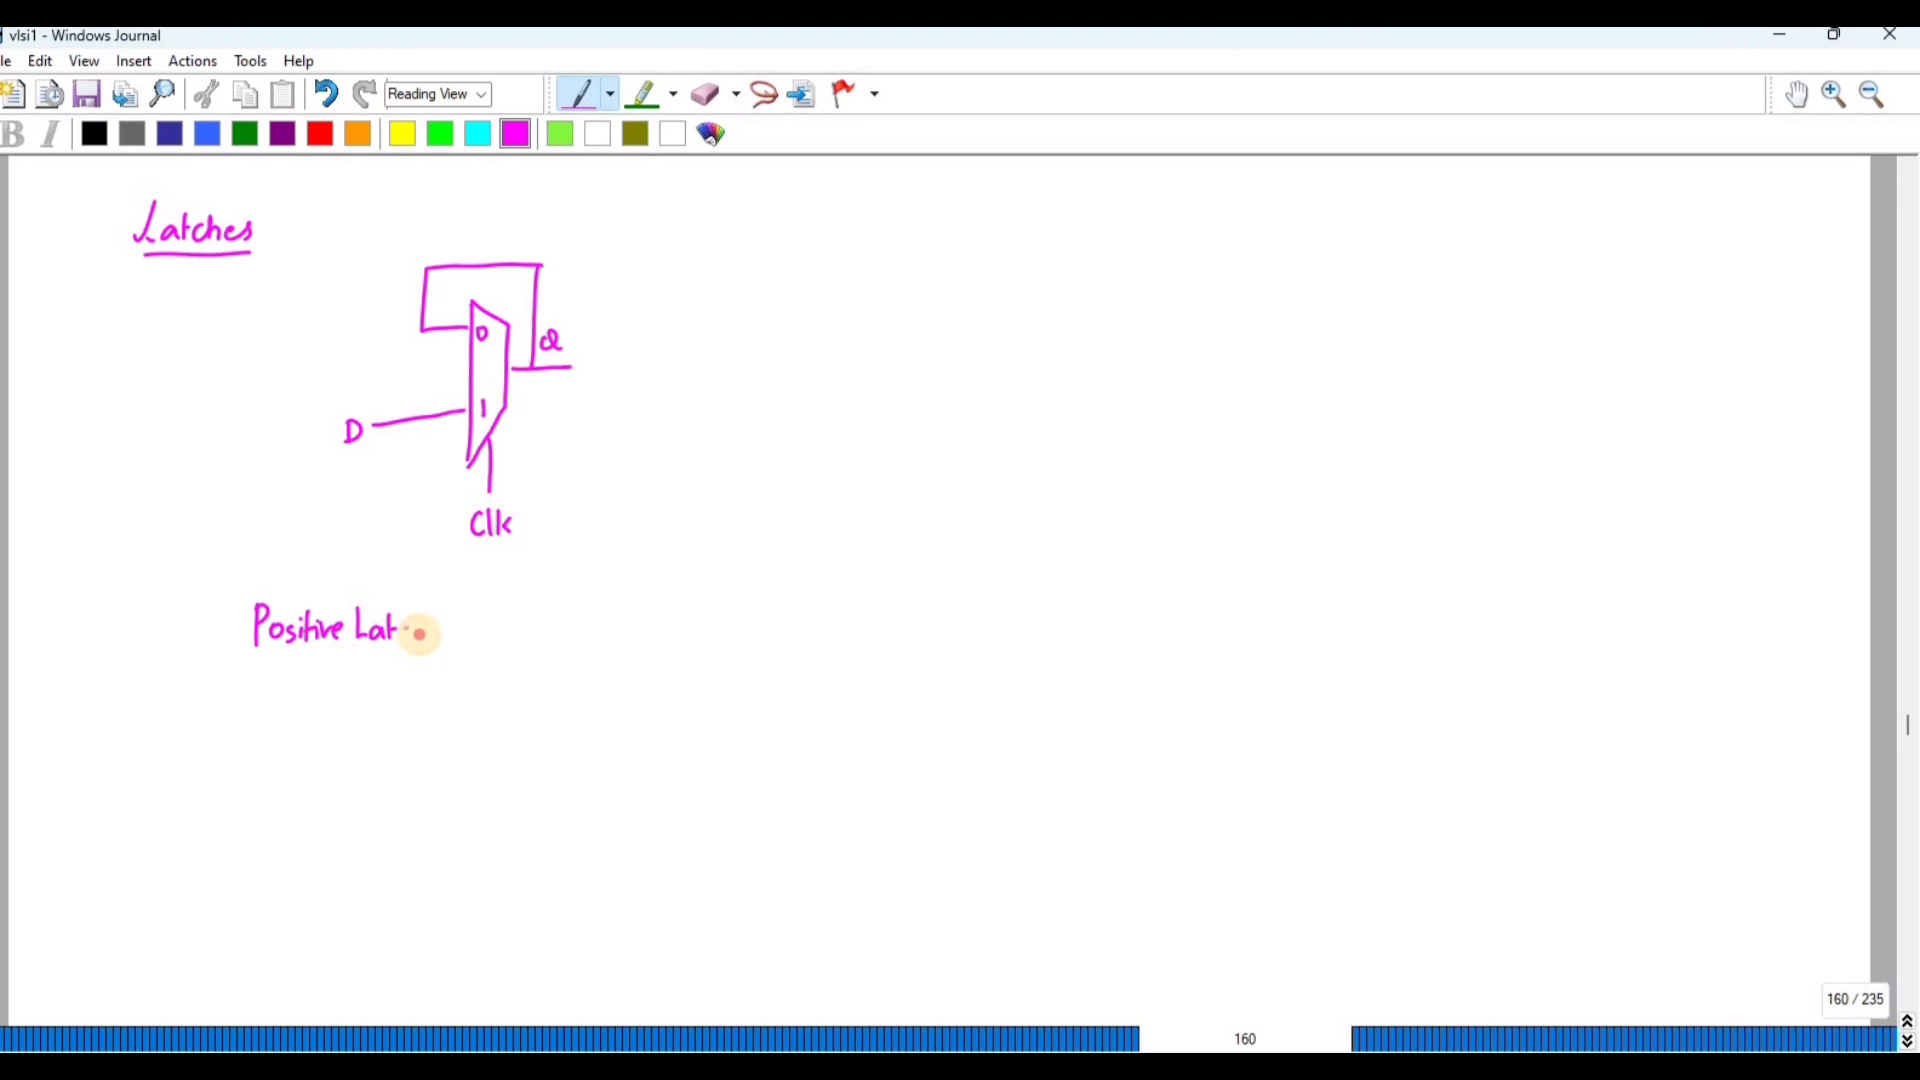 vlsi1 - Windows Journal
le Edit View Insert Actions Tools Help
Reading View
B I
Latches
0
Q
1
D
Clk
Positive Lat
160 / 235
160